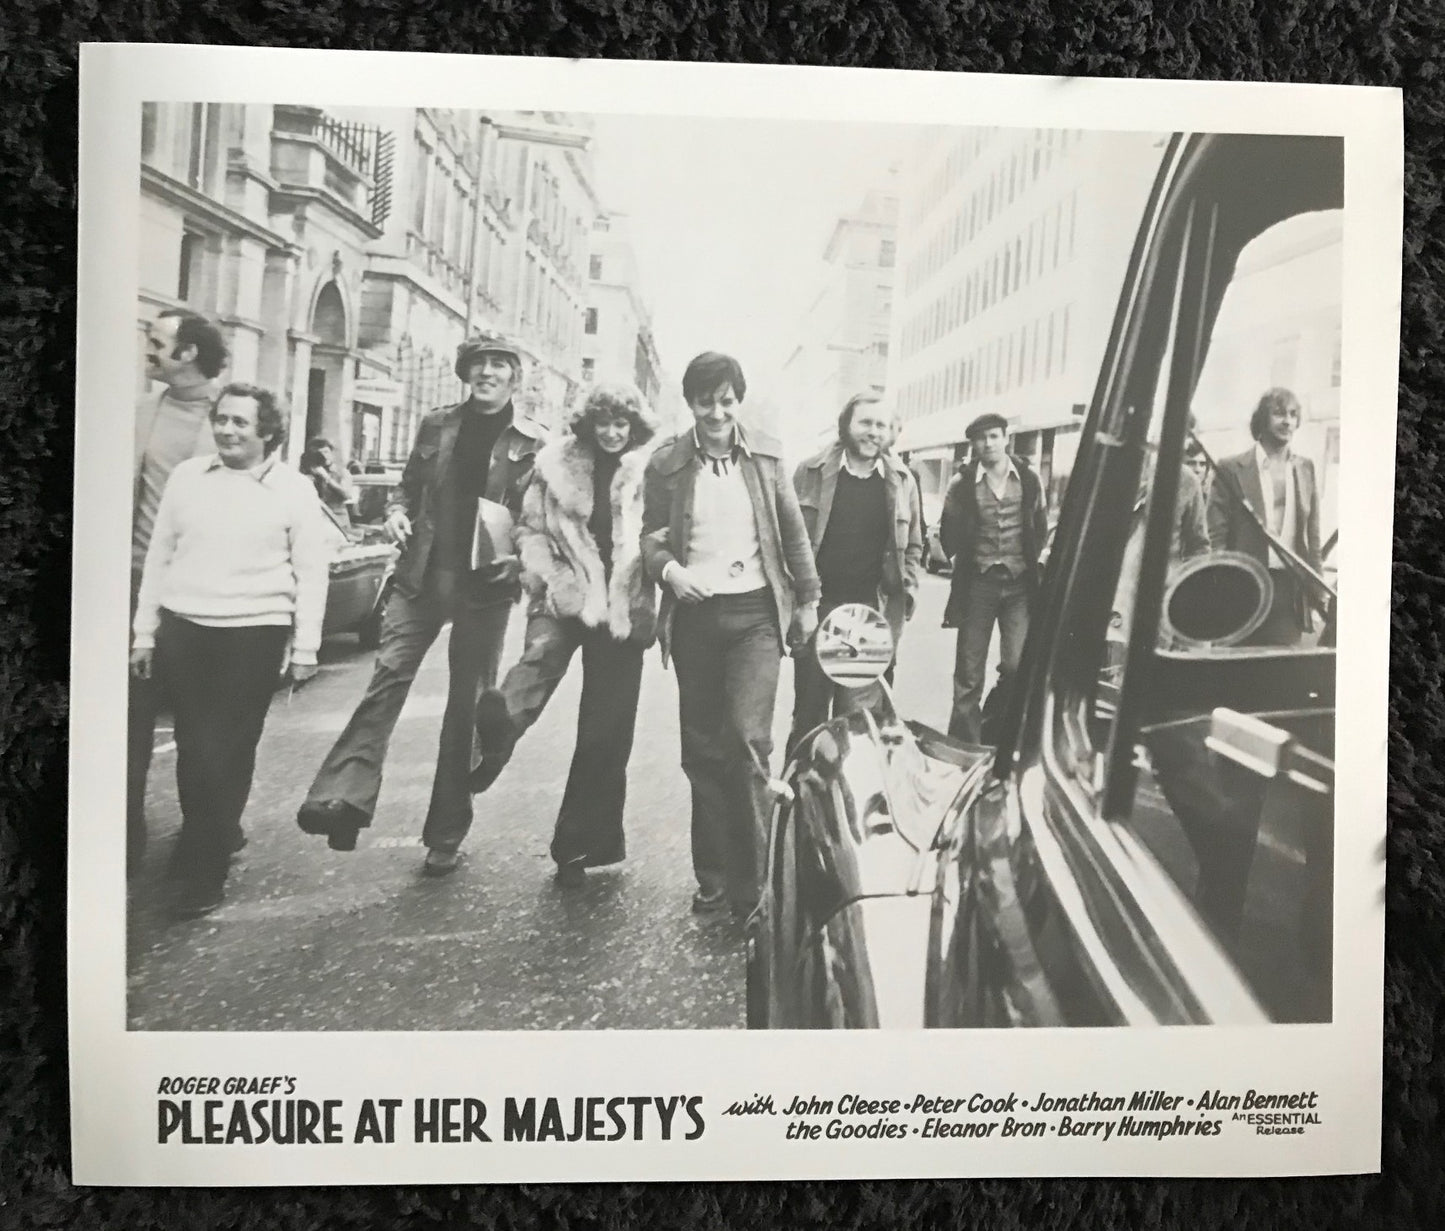 ROGER GRAEF'S
PLEASURE AT HER MAJESTY'S
with John Cleese • Peter Cook • Jonathan Miller • Alan Bennett
the Goodies • Eleanor Bron • Barry Humphries
An ESSENTIAL
Release